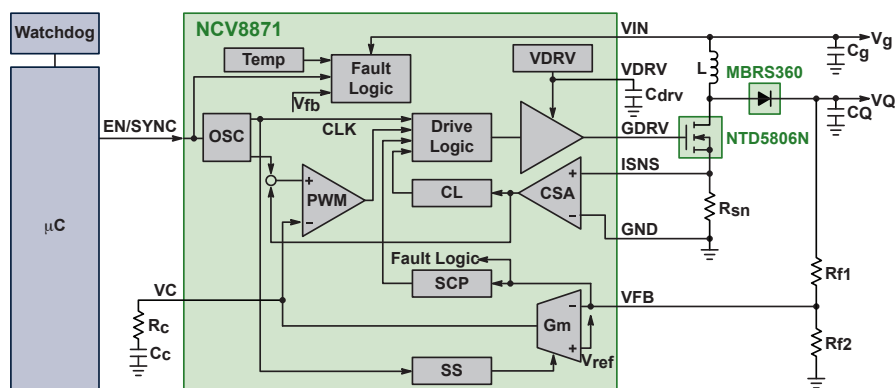 Watchdog
µC
EN/SYNC
NCV8871
Temp
Fault
Logic
Vfb
OSC
CLK
Drive
Logic
VDRV
VIN
VDRV
Cdrv
GDRV
L
MBRS360
Cg
Vg
VQ
CQ
NTD5806N
PWM
CL
CSA
ISNS
Rsn
GND
Fault Logic
SCP
VC
Rc
Cc
Gm
VFB
Vref
SS
Rf1
Rf2
+
−
+
−
−
+